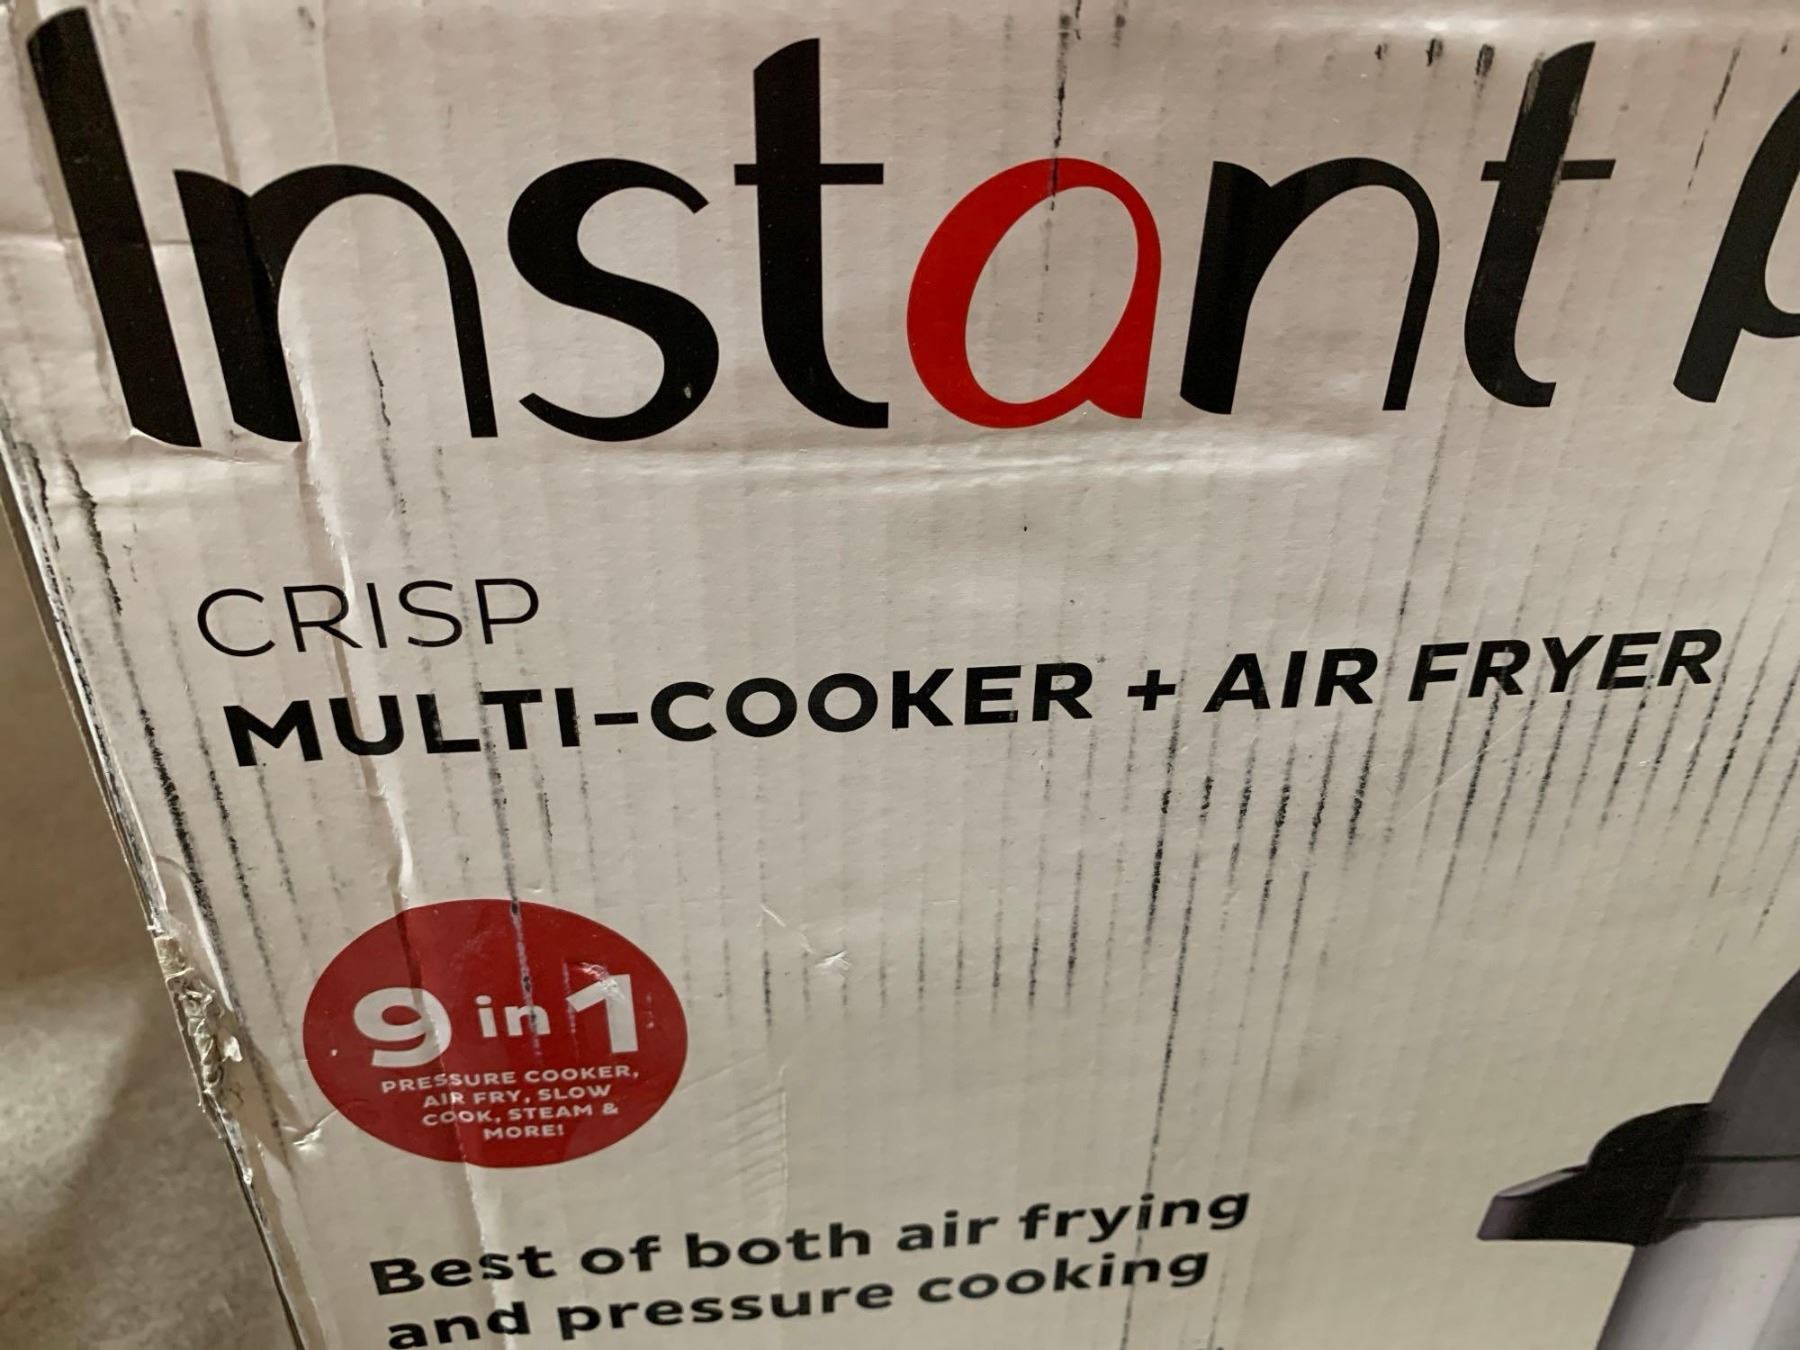 Instant P
CRISP
MULTI-COOKER + AIR FRYER
9 in 1
PRESSURE COOKER,
AIR FRY, SLOW
COOK, STEAM &
MORE!
Best of both air frying
and pressure cooking